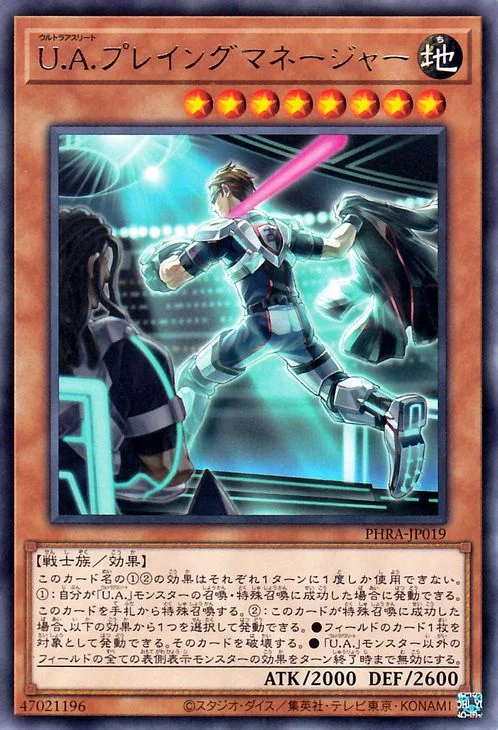 ウルトラアスリート
U.A.プレイングマネージャー
ち
地
PHRA-JP019
【戦士族／効果】
このカード名の①②の効果はそれぞれ１ターンに１度しか使用できない。
①：自分が「U.A.」モンスターの召喚・特殊召喚に成功した場合に発動できる。
このカードを手札から特殊召喚する。②：このカードが特殊召喚に成功した
場合、以下の効果から１つを選択して発動できる。●フィールドのカード１枚を
対象として発動できる。そのカードを破壊する。●「U.A.」モンスター以外の
フィールドの全ての表側表示モンスターの効果をターン終了時まで無効にする。
ATK/2000 DEF/2600
47021196
©スタジオ・ダイス／集英社・テレビ東京・KONAMI